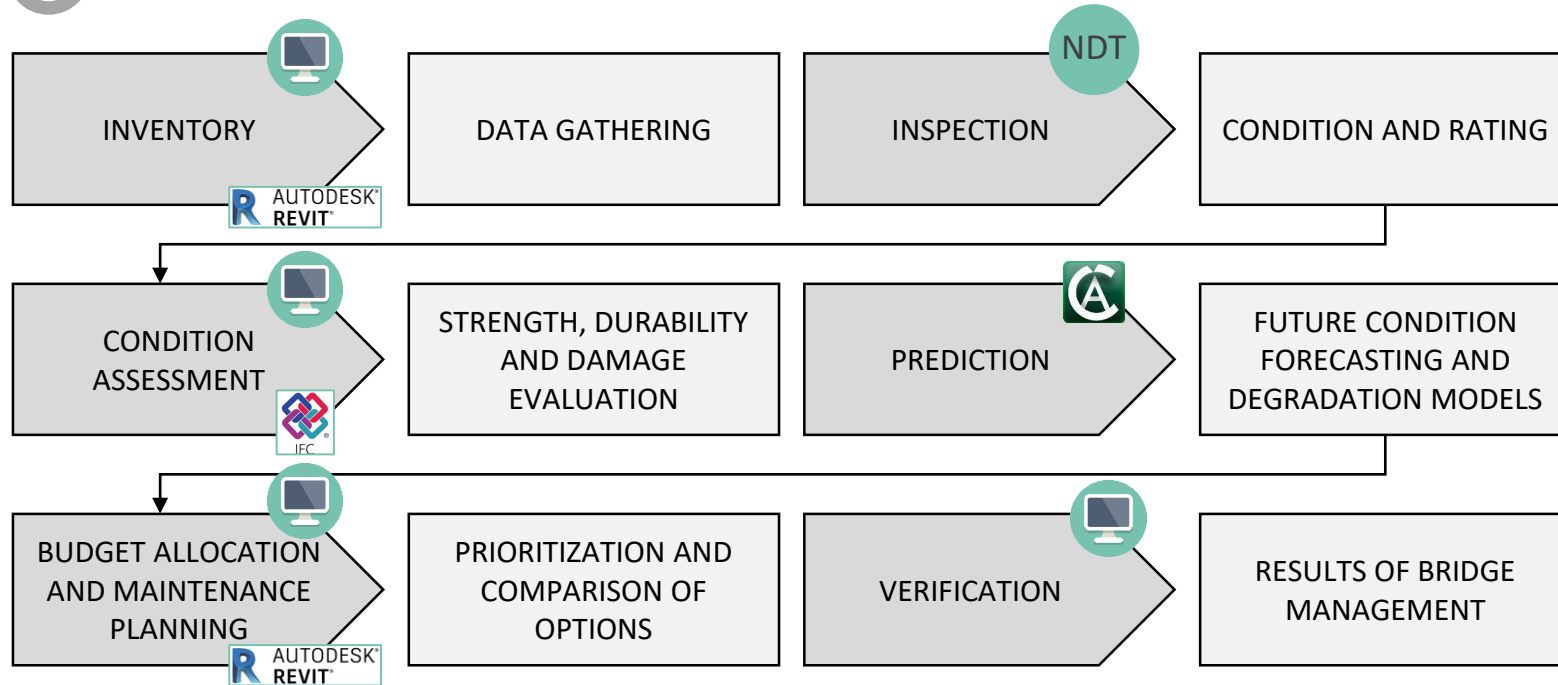 INVENTORY
AUTODESK®
REVIT®
DATA GATHERING
NDT
INSPECTION
CONDITION AND RATING
CONDITION
ASSESSMENT
IFC
®
STRENGTH, DURABILITY
AND DAMAGE
EVALUATION
CA
PREDICTION
FUTURE CONDITION
FORECASTING AND
DEGRADATION MODELS
BUDGET ALLOCATION
AND MAINTENANCE
PLANNING
AUTODESK®
REVIT®
PRIORITIZATION AND
COMPARISON OF
OPTIONS
VERIFICATION
RESULTS OF BRIDGE
MANAGEMENT